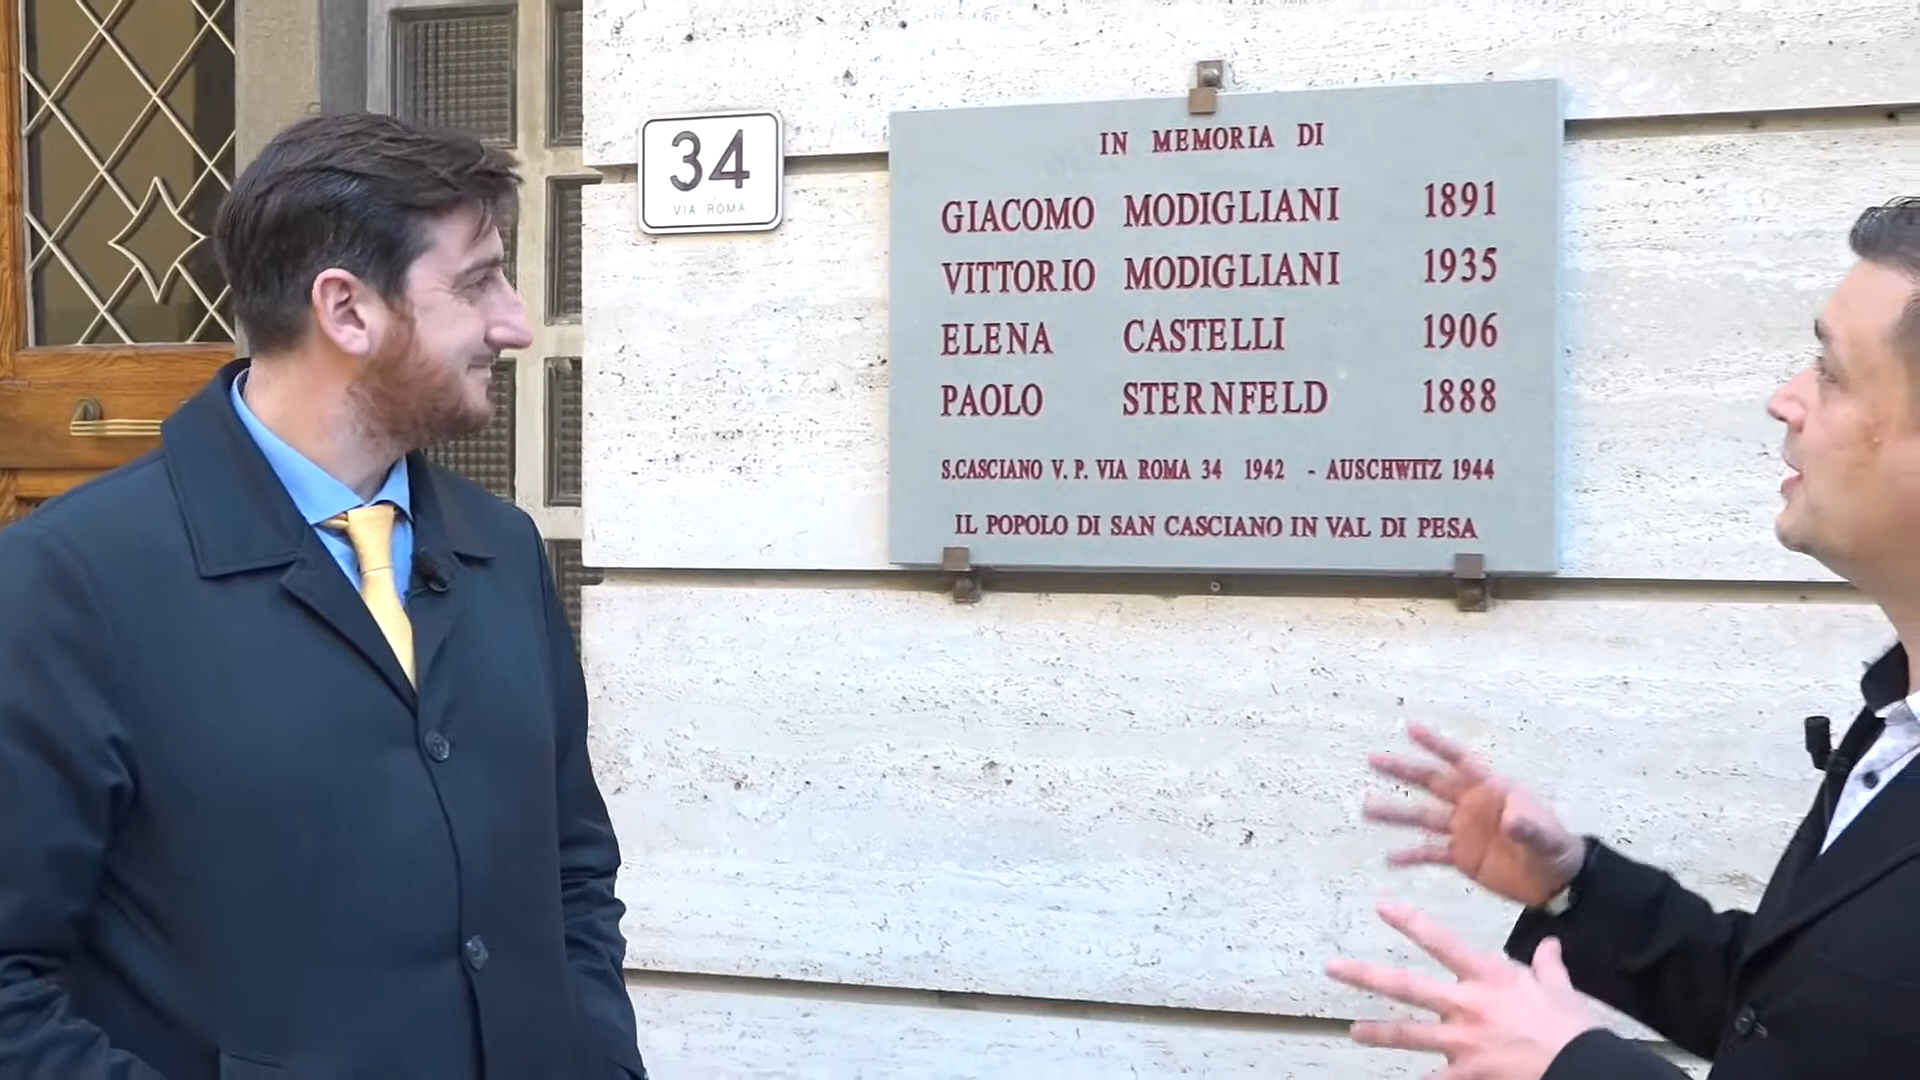 34
VIA ROMA
IN MEMORIA DI
GIACOMO MODIGLIANI 1891
VITTORIO MODIGLIANI 1935
ELENA CASTELLI 1906
PAOLO STERNFELD 1888
S.CASCIANO V. P. VIA ROMA 34 1942 - AUSCHWITZ 1944
IL POPOLO DI SAN CASCIANO IN VAL DI PESA